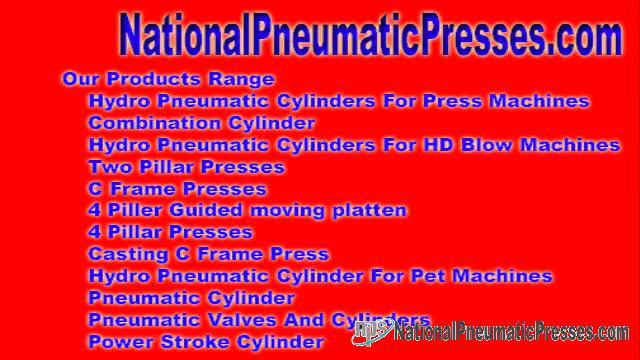 NationalPneumaticPresses.com
Our Products Range
Hydro Pneumatic Cylinders For Press Machines
Combination Cylinder
Hydro Pneumatic Cylinders For HD Blow Machines
Two Pillar Presses
C Frame Presses
4 Piller Guided moving platten
4 Pillar Presses
Casting C Frame Press
Hydro Pneumatic Cylinder For Pet Machines
Pneumatic Cylinder
Pneumatic Valves And Cylinders
NationalPneumaticPresses.com
Power Stroke Cylinder